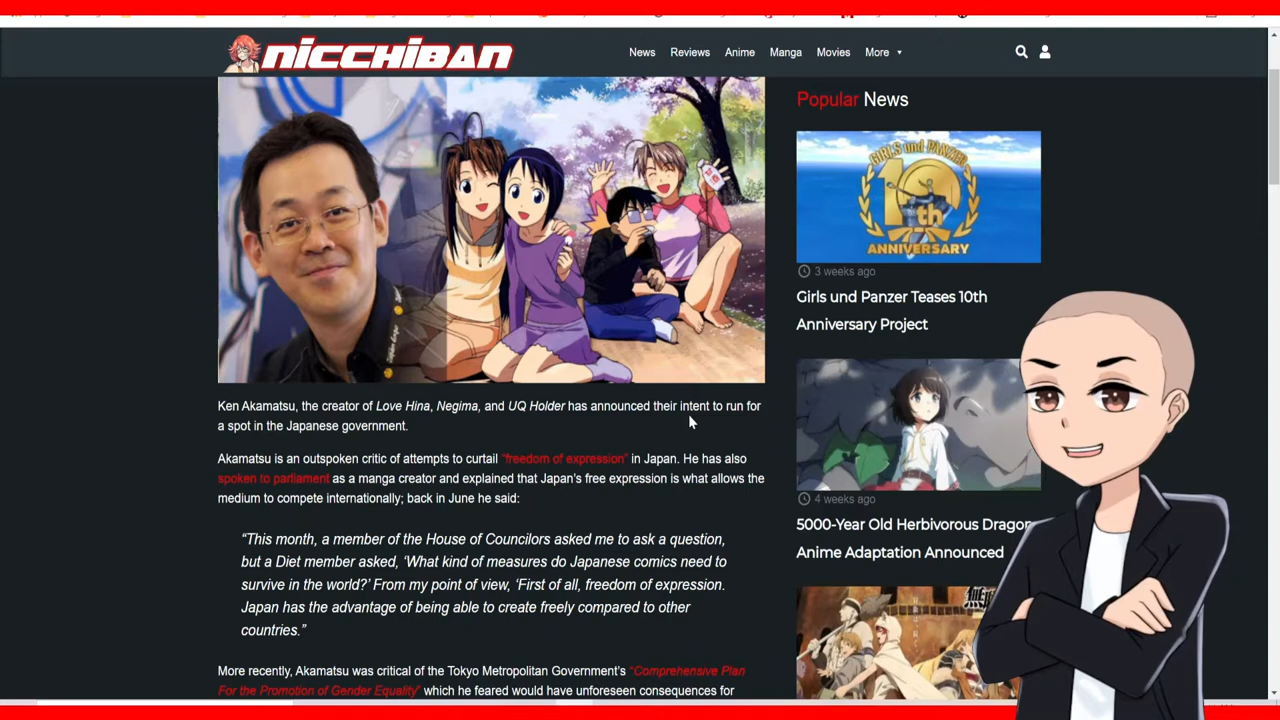 NICCHIBAN
News Reviews Anime Manga Movies More
Ken Akamatsu, the creator of Love Hina, Negima, and UQ Holder has announced their intent to run for
a spot in the Japanese government.
Akamatsu is an outspoken critic of attempts to curtail “freedom of expression” in Japan. He has also
spoken to parliament as a manga creator and explained that Japan's free expression is what allows the
medium to compete internationally; back in June he said:
“This month, a member of the House of Councilors asked me to ask a question,
but a Diet member asked, ‘What kind of measures do Japanese comics need to
survive in the world?’ From my point of view, ‘First of all, freedom of expression.
Japan has the advantage of being able to create freely compared to other
countries.”
More recently, Akamatsu was critical of the Tokyo Metropolitan Government's “Comprehensive Plan
For the Promotion of Gender Equality” which he feared would have unforeseen consequences for
Popular News
GIRLS und PANZER
10th
ANNIVERSARY
3 weeks ago
Girls und Panzer Teases 10th
Anniversary Project
4 weeks ago
5000-Year Old Herbivorous Dragon
Anime Adaptation Announced